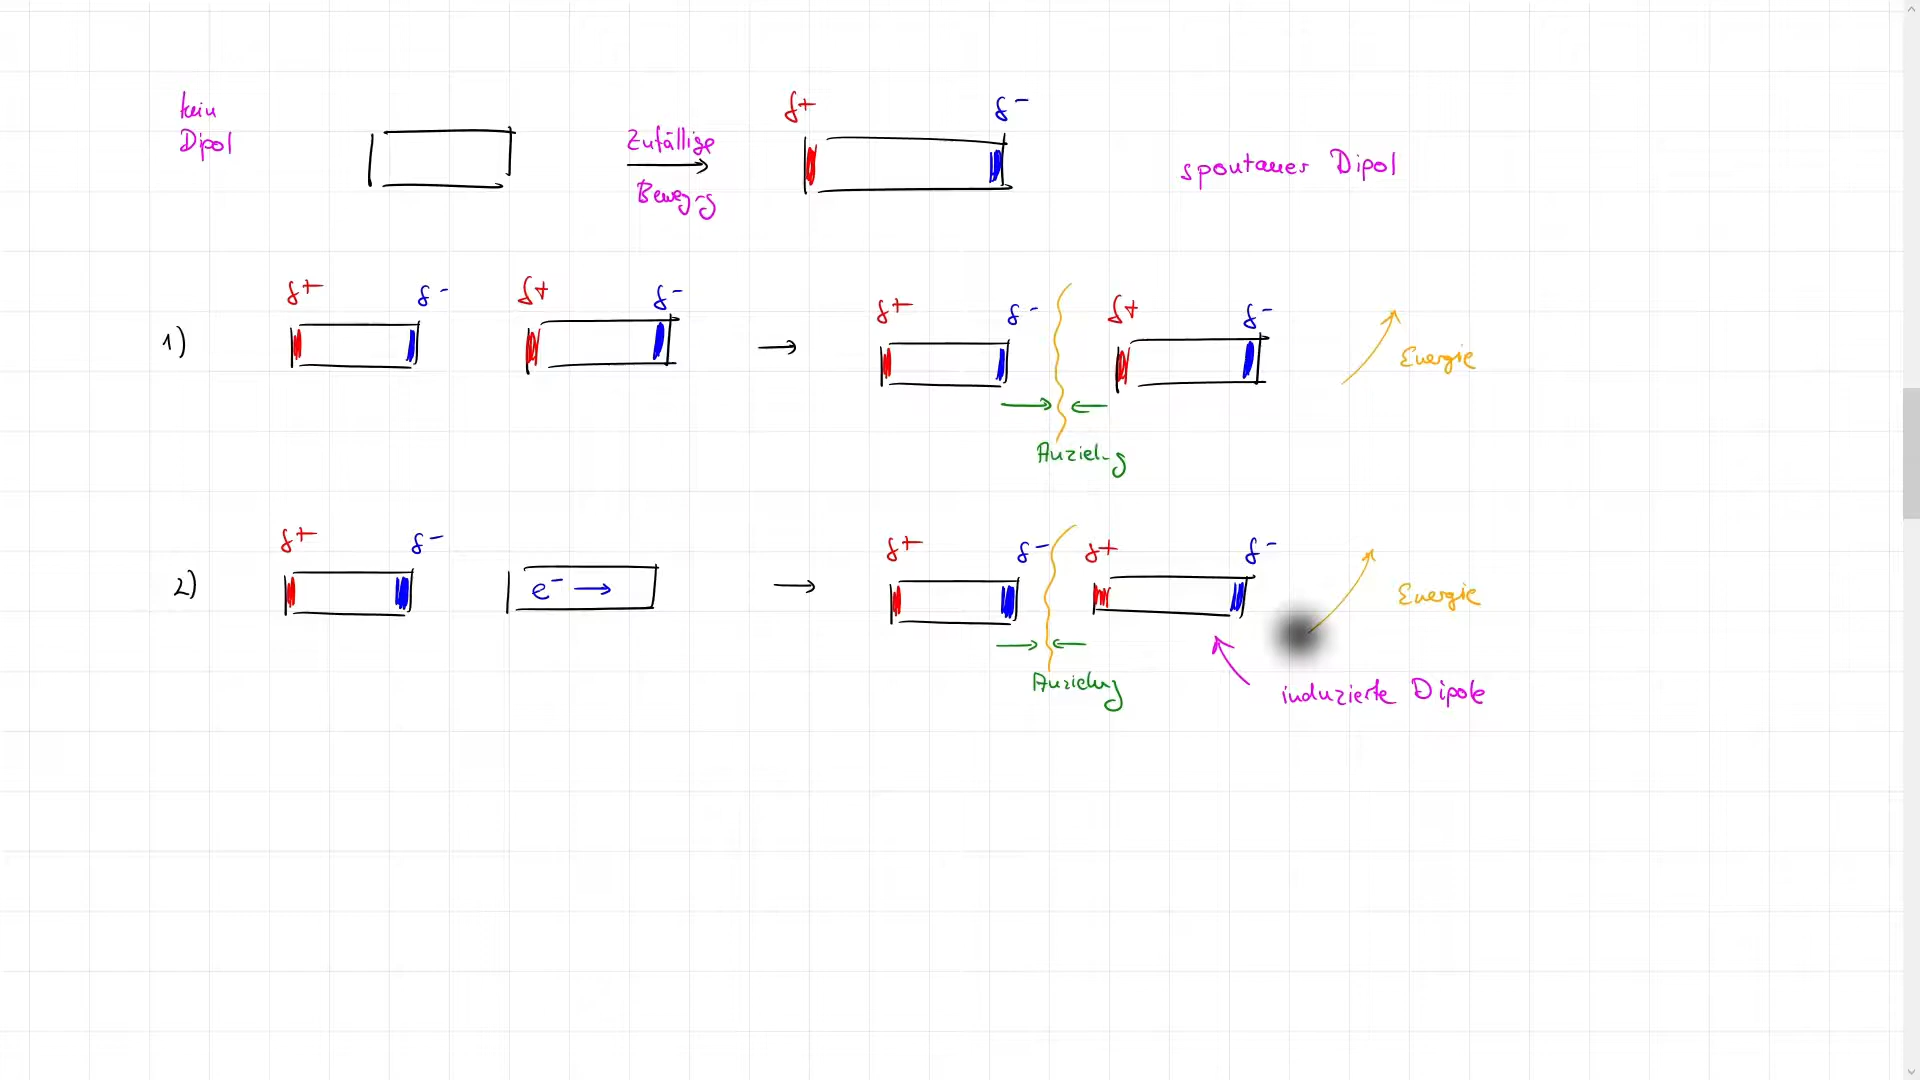 kein
Dipol
Zufällige
Bewegung
δ+ δ-
spontaner Dipol
1)
δ+ δ- δ+ δ-
δ+ δ- δ+ δ-
Energie
Anziehung
2)
δ+ δ-
e⁻ →
δ+ δ- δ+ δ-
Energie
Anziehung
induzierte Dipole